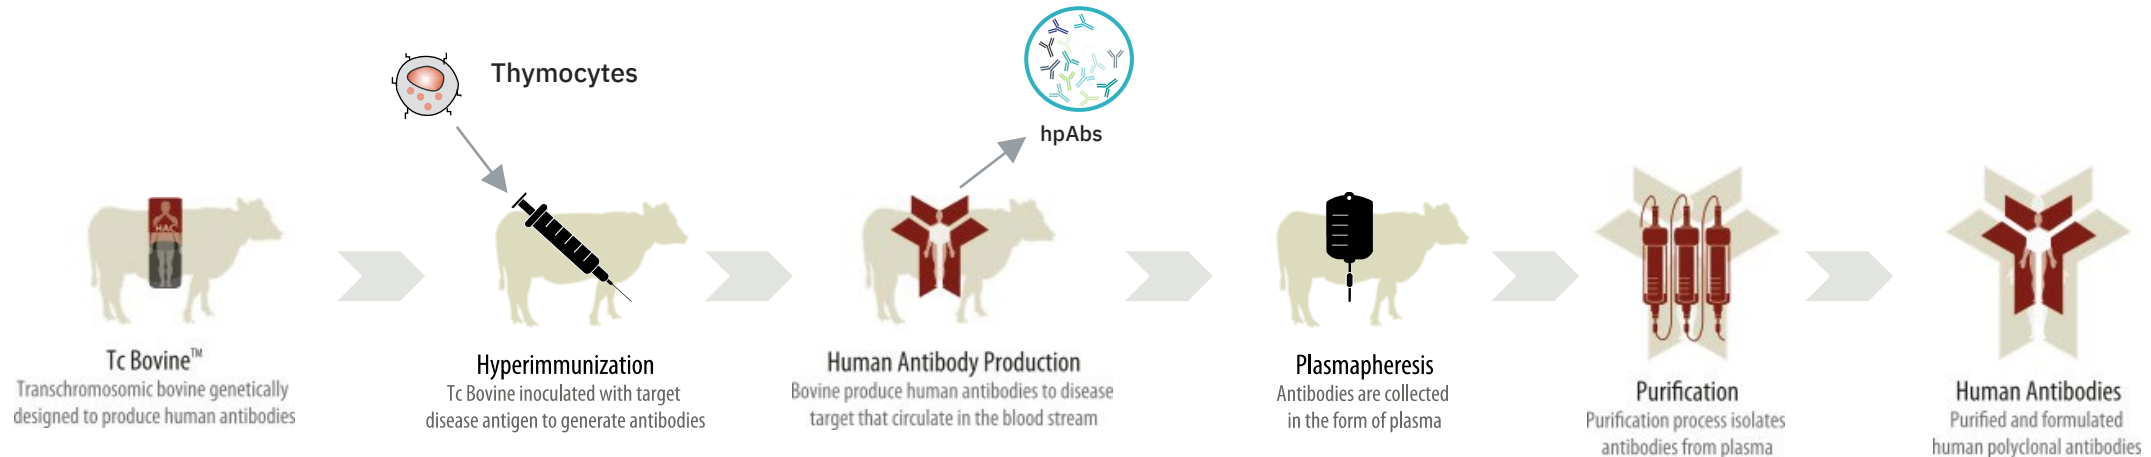 Thymocytes
hpAbs
HAC
Tc Bovine™
Transchromosomic bovine genetically
designed to produce human antibodies
Hyperimmunization
Tc Bovine inoculated with target
disease antigen to generate antibodies
Human Antibody Production
Bovine produce human antibodies to disease
target that circulate in the blood stream
Plasmapheresis
Antibodies are collected
in the form of plasma
Purification
Purification process isolates
antibodies from plasma
Human Antibodies
Purified and formulated
human polyclonal antibodies